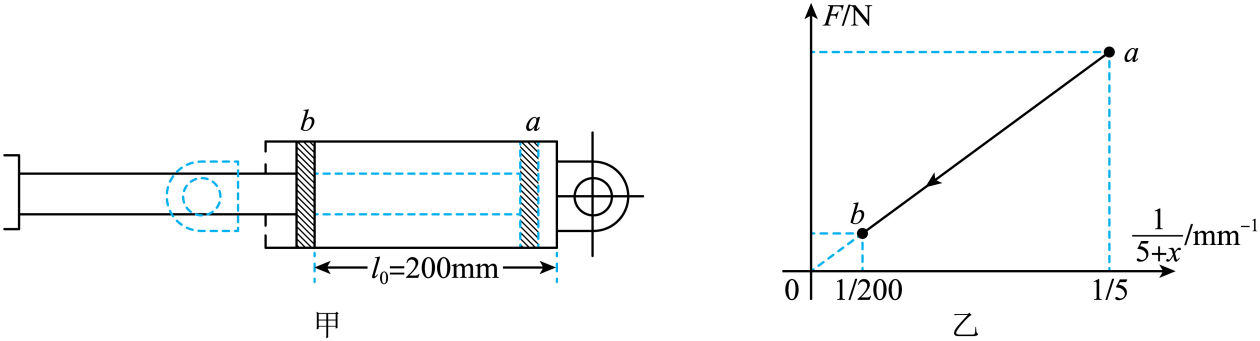 b
a
l₀=200mm
甲
F/N
a
b
1/(5+x)/mm⁻¹
0
1/200
1/5
乙